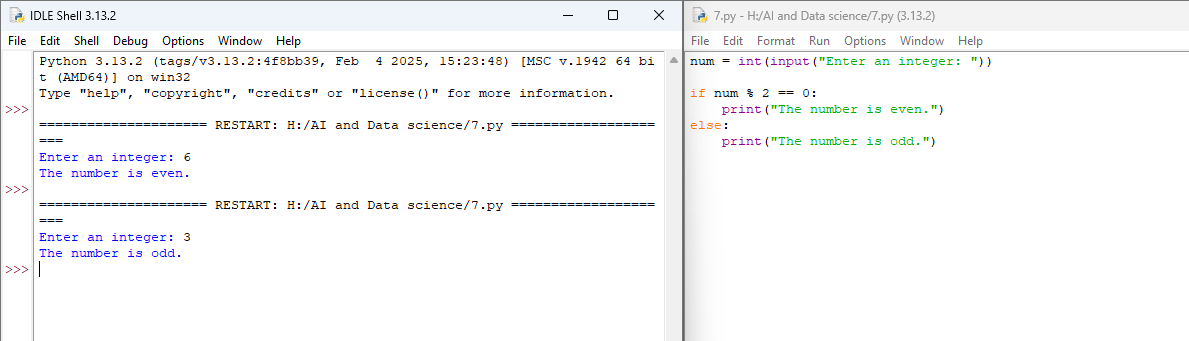 IDLE Shell 3.13.2
File Edit Shell Debug Options Window Help
Python 3.13.2 (tags/v3.13.2:4f8bb39, Feb  4 2025, 15:23:48) [MSC v.1942 64 bi
t (AMD64)] on win32
Type "help", "copyright", "credits" or "license()" for more information.
>>>
===================== RESTART: H:/AI and Data science/7.py ==================
===
Enter an integer: 6
The number is even.
>>>
===================== RESTART: H:/AI and Data science/7.py ==================
===
Enter an integer: 3
The number is odd.
>>>
7.py - H:/AI and Data science/7.py (3.13.2)
File Edit Format Run Options Window Help
num = int(input("Enter an integer: "))
if num % 2 == 0:
    print("The number is even.")
else:
    print("The number is odd.")